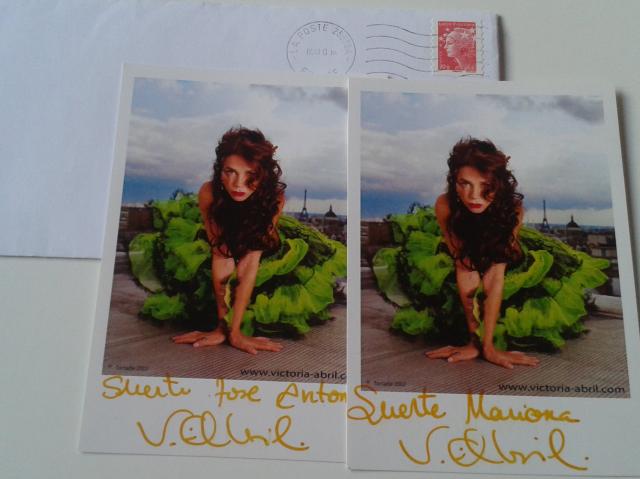 LA POSTE
www.victoria-abril.com
Suerte Jose Anton
V. Abril.
www.victoria-abril.com
Suerte Mariona
V. Abril.